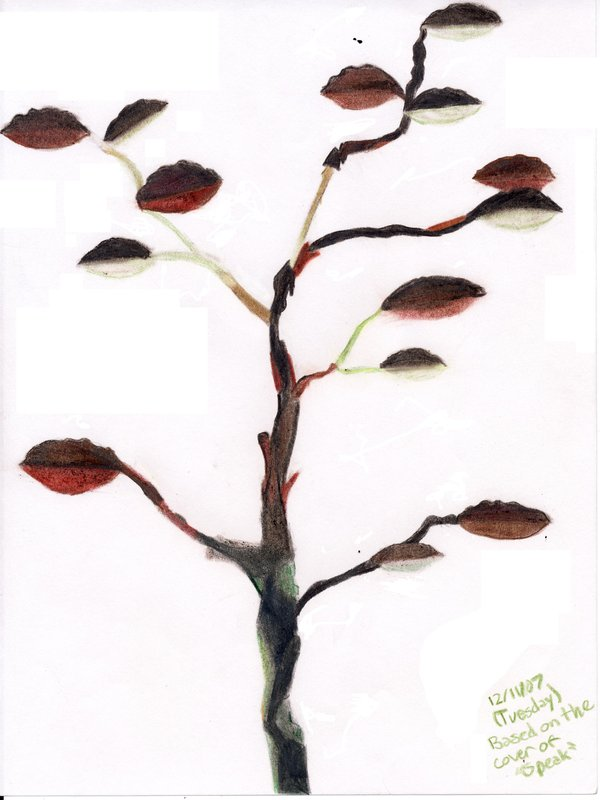 12/11/07
(Tuesday)
Based on the
cover of
"Speak"